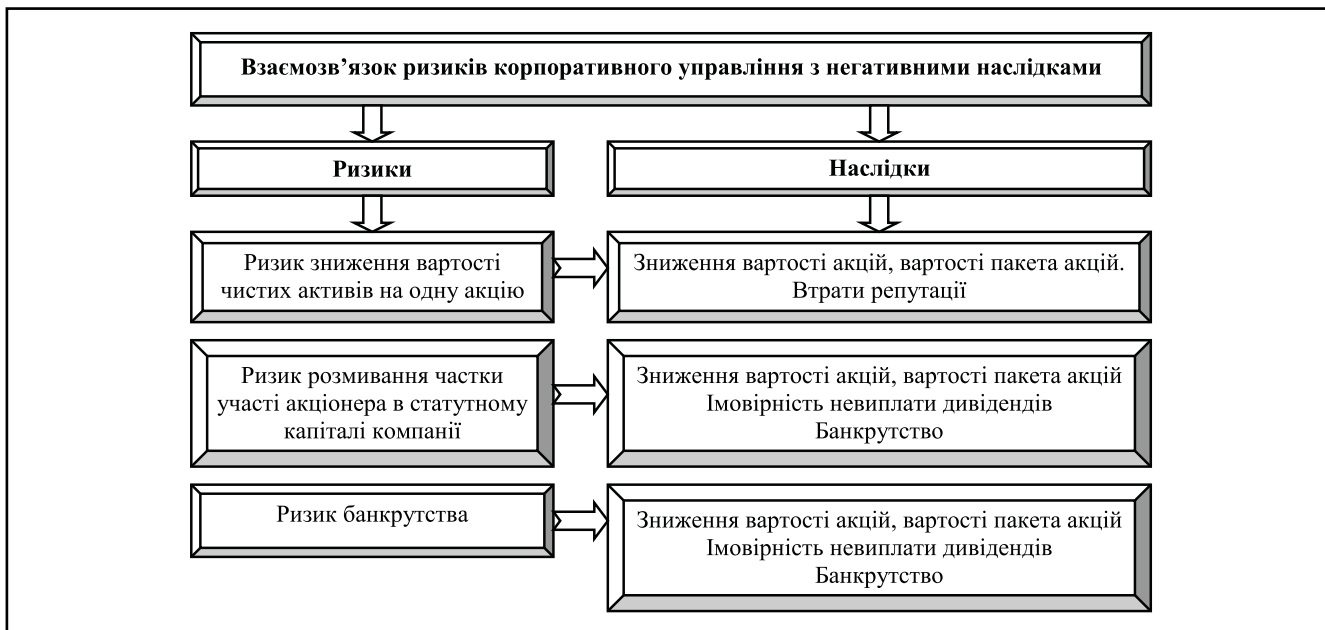 Взаємозв’язок ризиків корпоративного управління з негативними наслідками
Ризики
Наслідки
Ризик зниження вартості
чистих активів на одну акцію
Зниження вартості акцій, вартості пакета акцій.
Втрати репутації
Ризик розмивання частки
участі акціонера в статутному
капіталі компанії
Зниження вартості акцій, вартості пакета акцій
Імовірність невиплати дивідендів
Банкрутство
Ризик банкрутства
Зниження вартості акцій, вартості пакета акцій
Імовірність невиплати дивідендів
Банкрутство